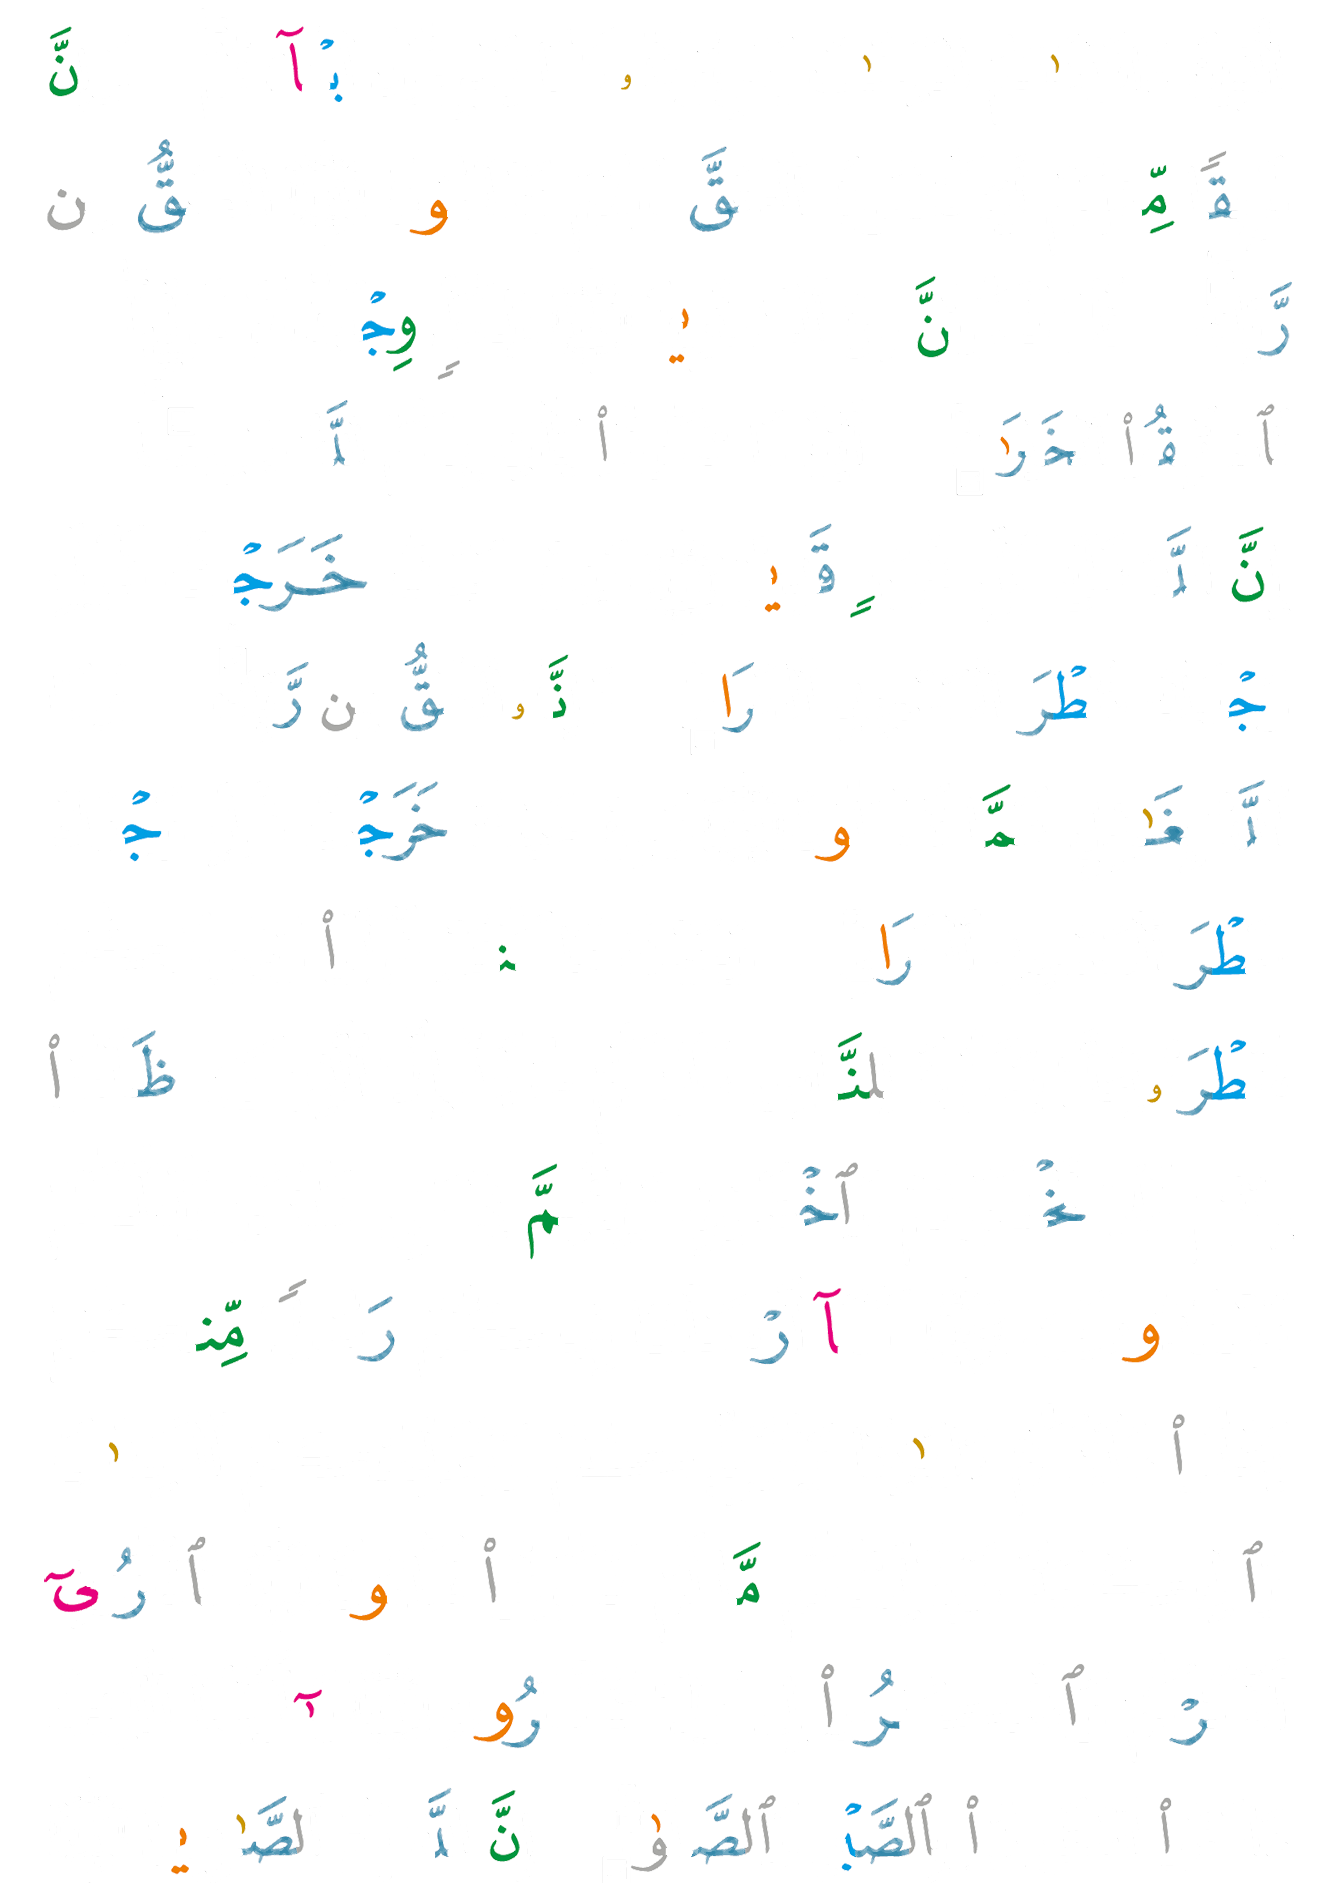 ٰ ٰ ۥ بْ آ نَّ
قً مِّ قَّ و قُّ ن
رَّ نَّ ي ٍ وِجْ
ٱ قُ اْ خَ رَٰ اْ لَّ
نَّ لَّ ٍ قَ ي خَرَجْ
جْ طْرَ رَا نَّ ۥ قُّ ن رَّ
لَّ غَٰ مَّ و خَرَجْ جْ
طْرَ رَا ن اْ
طْرَ ۥ لنَّ ظَ اْ
خْ ٱخْ مَّ
و آ رْ رَ ً مِّن
اْ ٰ ٰ
ٱ مَّ اْ و ٱ رُ ىٓ
رْ ٱ رُ اْ رُو ٰٓ
اْ اْ ٱلصَّبْ ٱلصَّ وٰ نَّ لَّ لصَّٰ ي